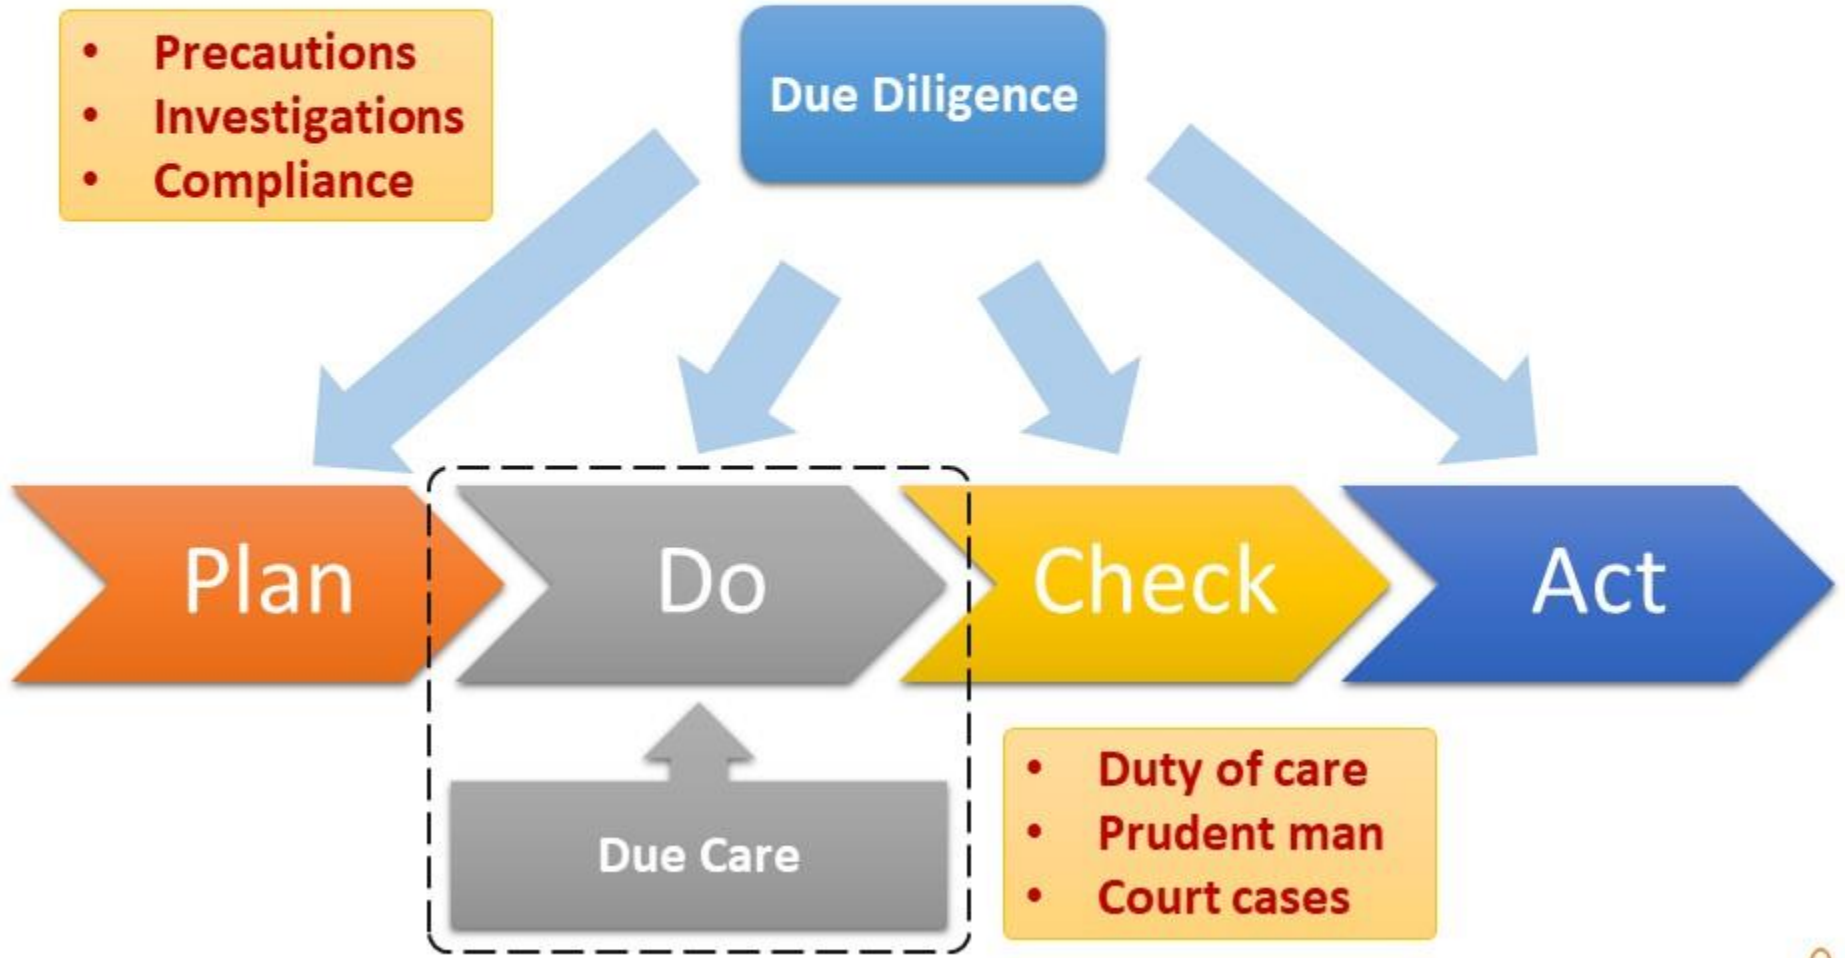 • Precautions
• Investigations
• Compliance
Due Diligence
Plan
Do
Check
Act
Due Care
• Duty of care
• Prudent man
• Court cases